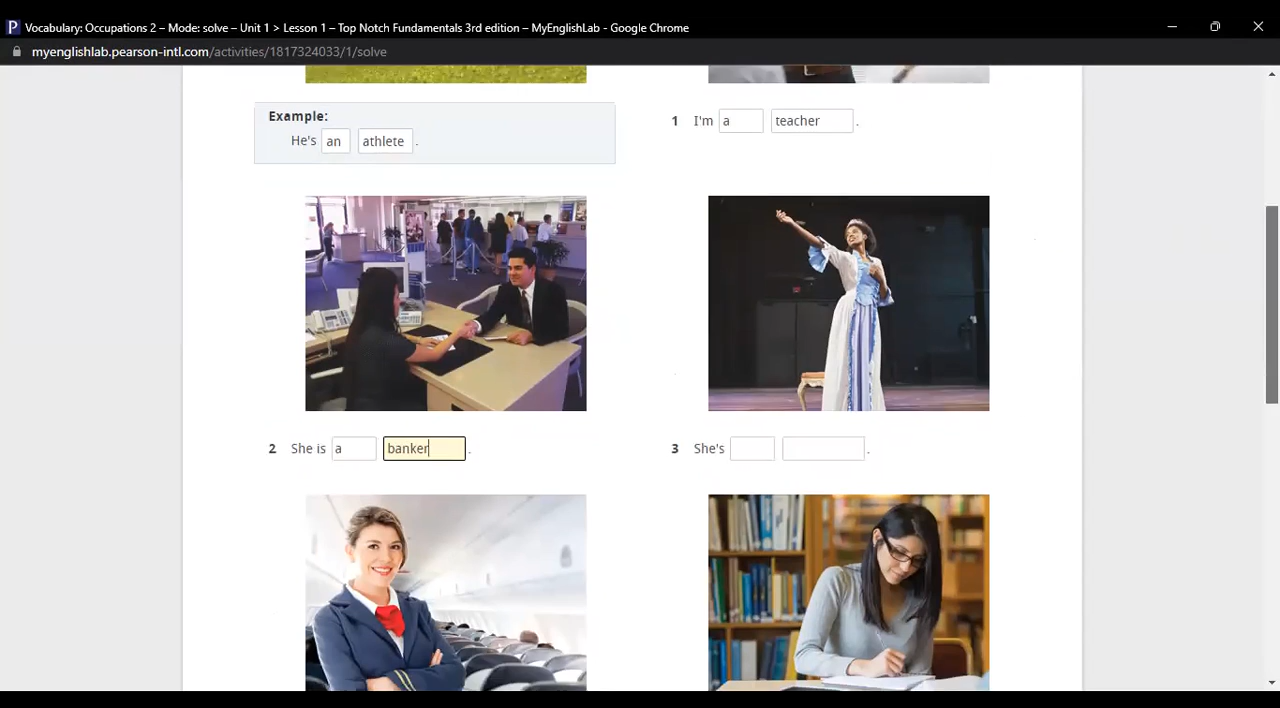 Vocabulary: Occupations 2 – Mode: solve – Unit 1 > Lesson 1 – Top Notch Fundamentals 3rd edition – MyEnglishLab - Google Chrome
myenglishlab.pearson-intl.com/activities/1817324033/1/solve
Example:
He's an athlete .
1 I'm a teacher .
2 She is a banker .
3 She's .